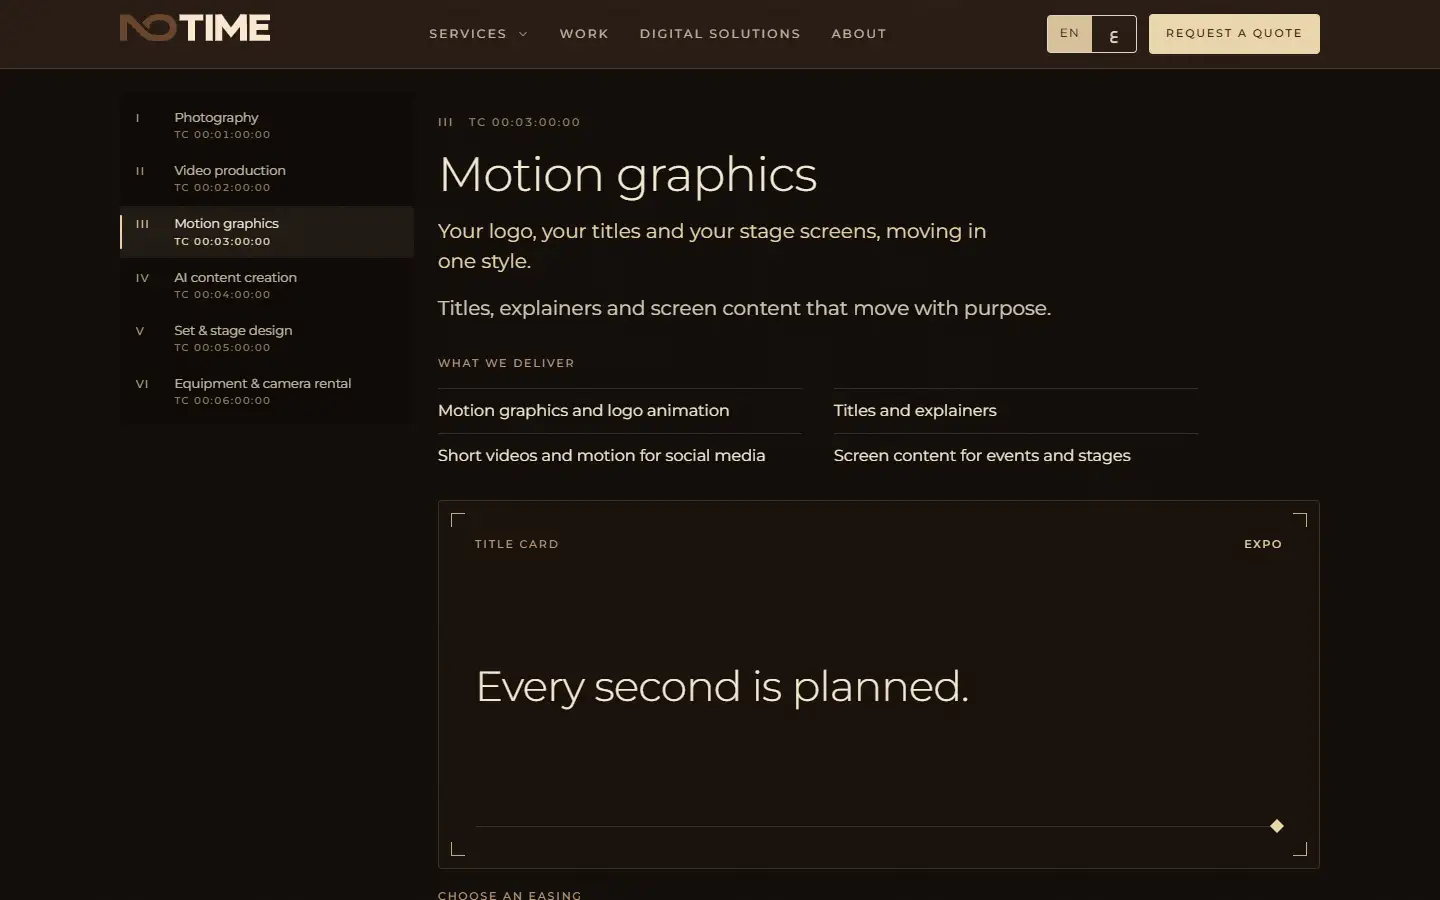 NOTIME
SERVICES
WORK
DIGITAL SOLUTIONS
ABOUT
EN
ع
REQUEST A QUOTE
I Photography
TC 00:01:00:00
II Video production
TC 00:02:00:00
III Motion graphics
TC 00:03:00:00
IV AI content creation
TC 00:04:00:00
V Set & stage design
TC 00:05:00:00
VI Equipment & camera rental
TC 00:06:00:00
III TC 00:03:00:00
Motion graphics
Your logo, your titles and your stage screens, moving in
one style.
Titles, explainers and screen content that move with purpose.
WHAT WE DELIVER
Motion graphics and logo animation
Titles and explainers
Short videos and motion for social media
Screen content for events and stages
TITLE CARD
EXPO
Every second is planned.
CHOOSE AN EASING